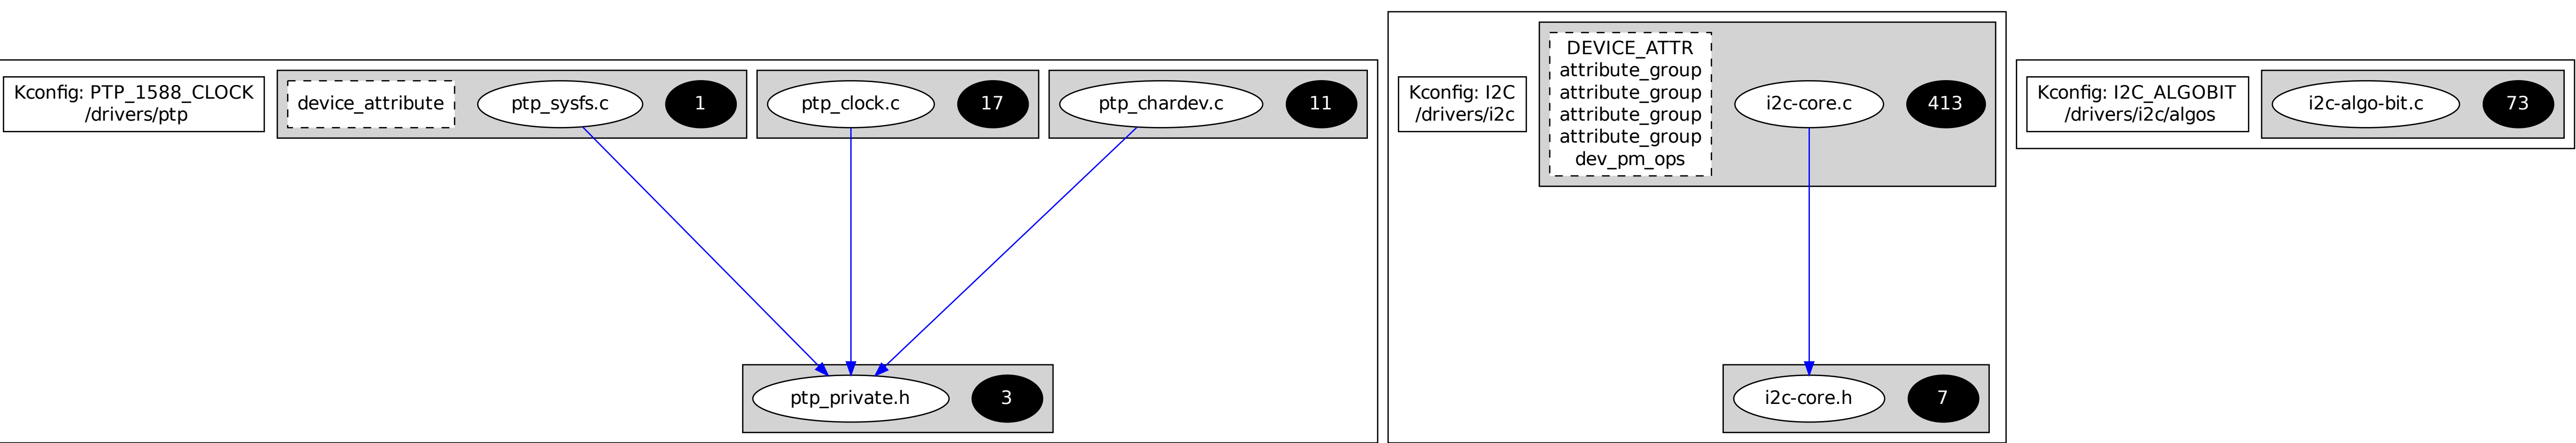 Kconfig: PTP_1588_CLOCK
/drivers/ptp
device_attribute
ptp_sysfs.c
1
ptp_clock.c
17
ptp_chardev.c
11
ptp_private.h
3
Kconfig: I2C
/drivers/i2c
DEVICE_ATTR
attribute_group
attribute_group
attribute_group
attribute_group
dev_pm_ops
i2c-core.c
413
i2c-core.h
7
Kconfig: I2C_ALGOBIT
/drivers/i2c/algos
i2c-algo-bit.c
73